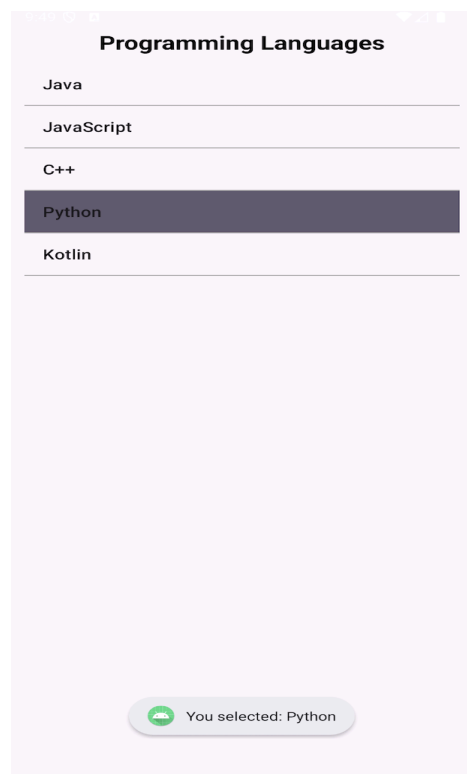 Programming Languages
Java
JavaScript
C++
Python
Kotlin
You selected: Python